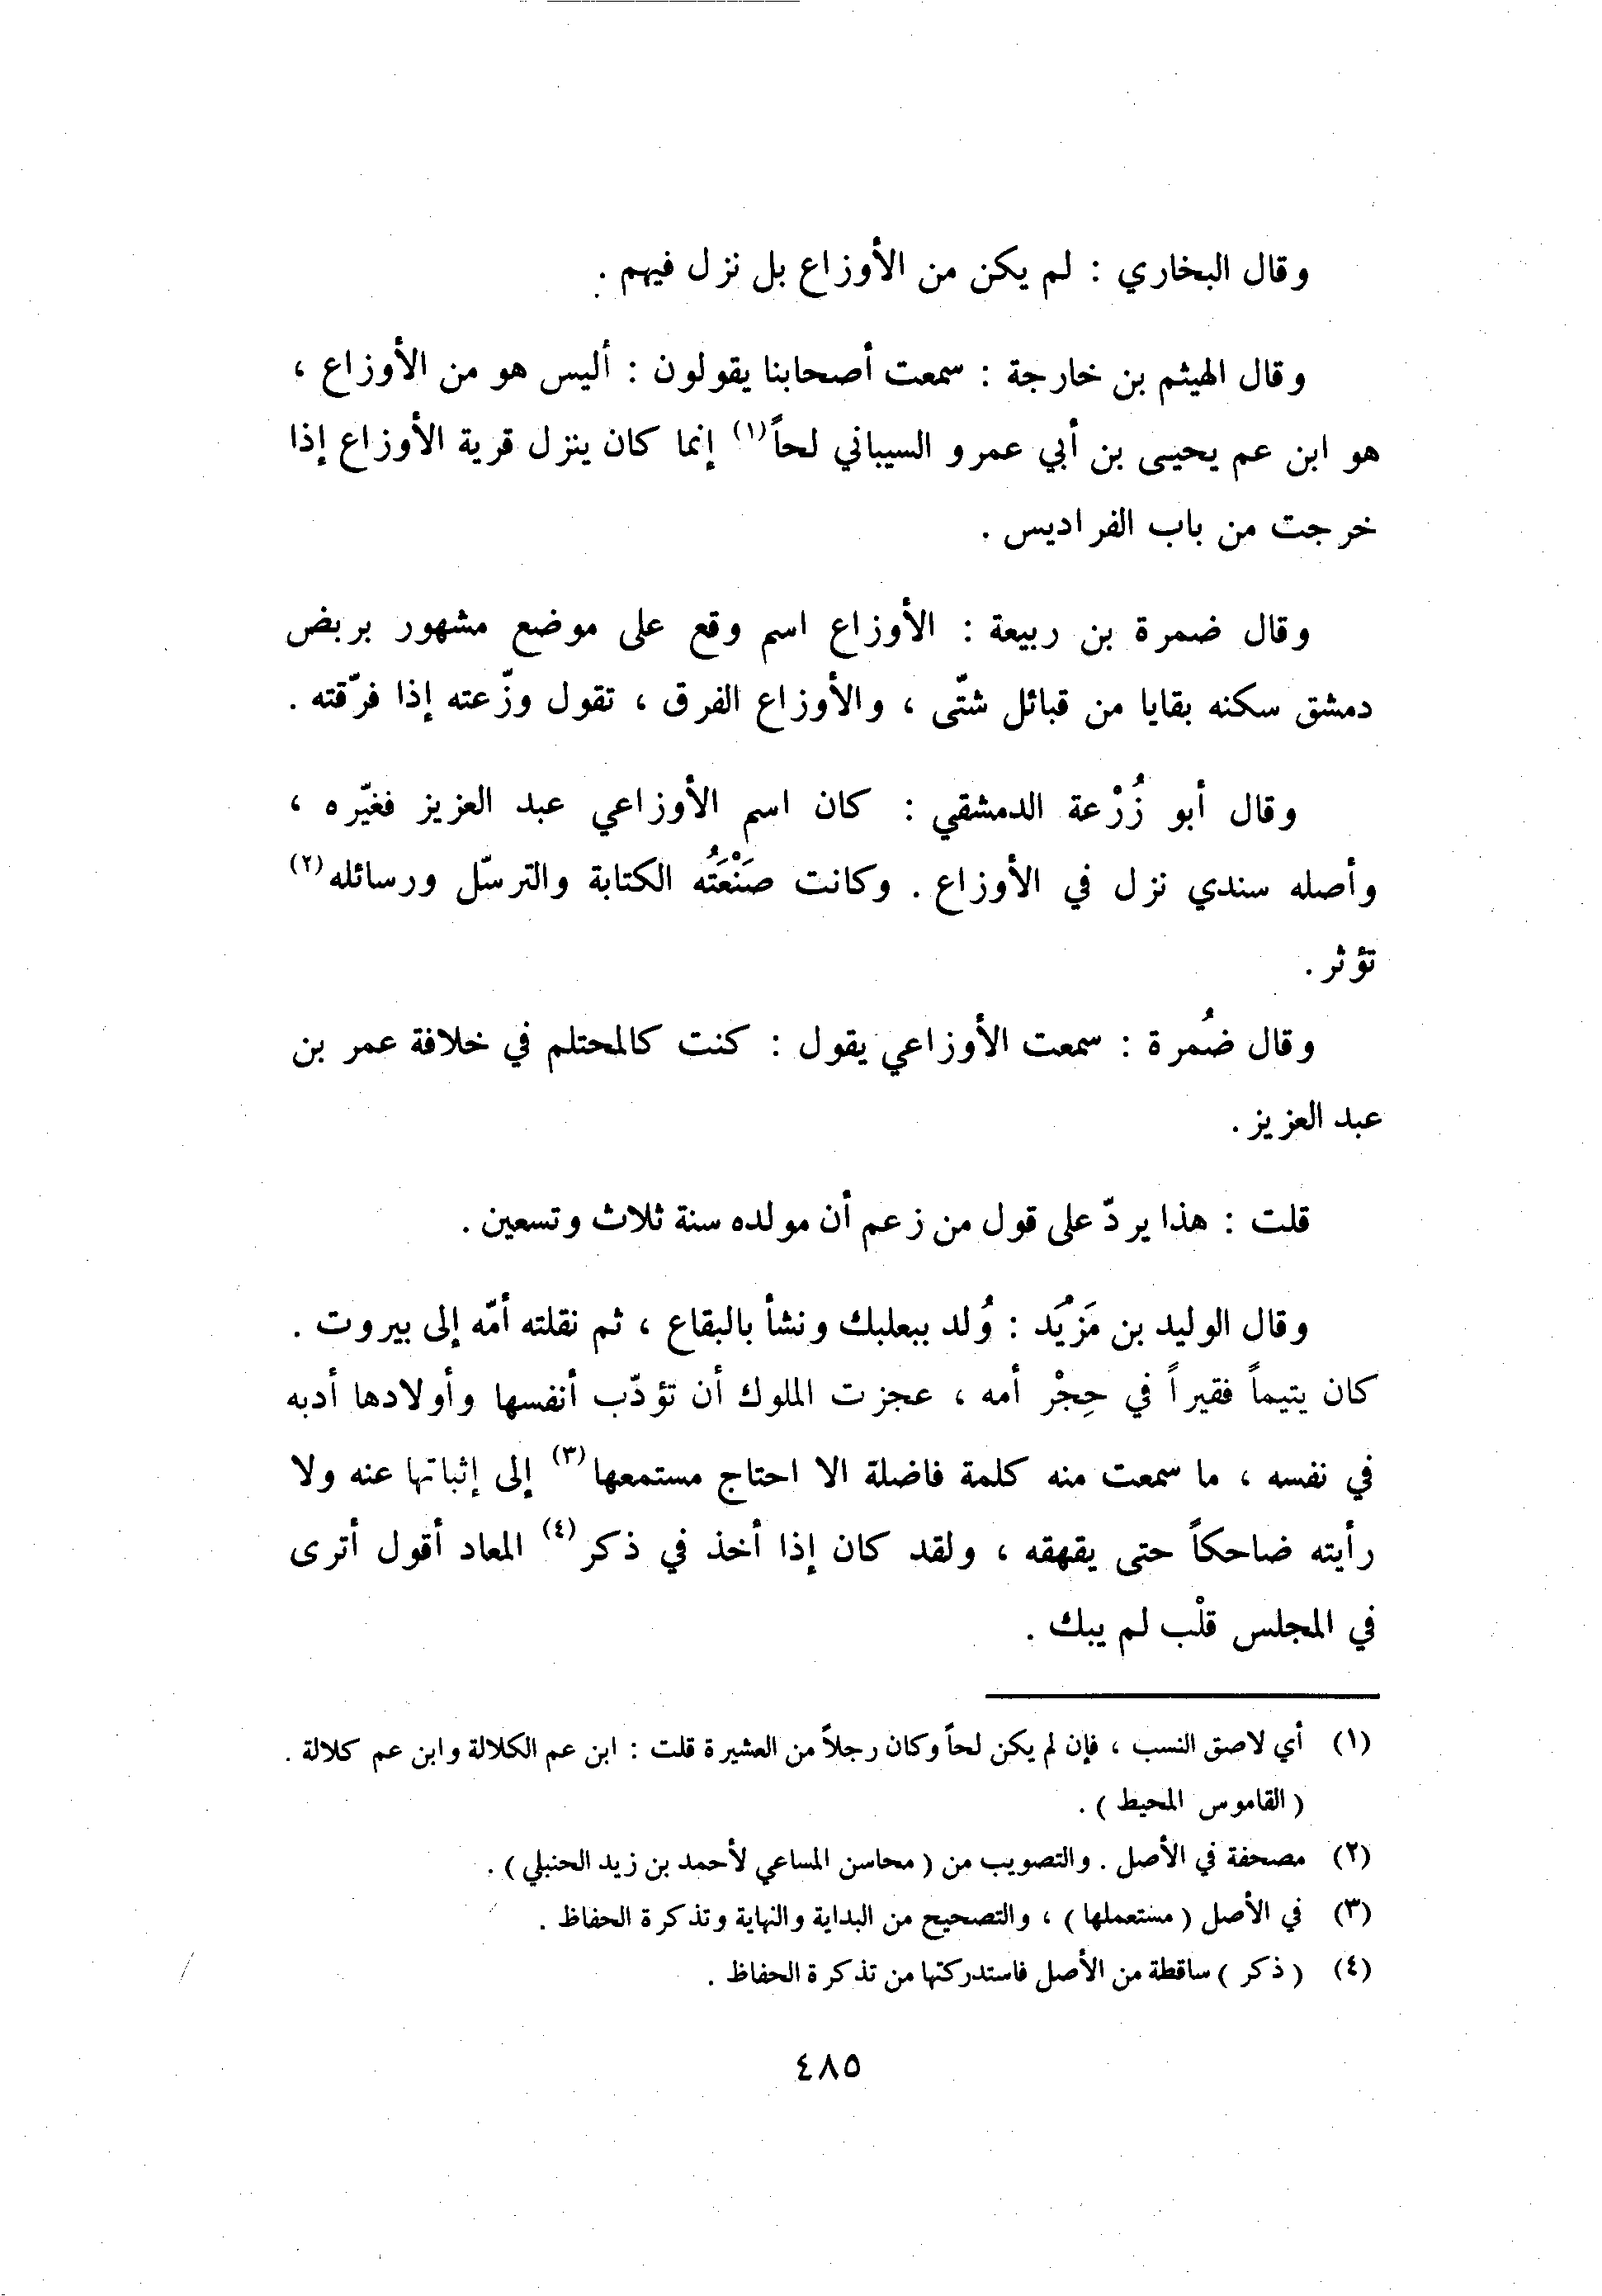 وقال البخاري : لم يكن من الأوزاع بل نزل فيهم .
وقال الهيثم بن خارجة : سمعت أصحابنا يقولون : أليس هو من الأوزاع ،
هو ابن عم يحيى بن أبي عمرو السيباني لحاً(١) إنما كان ينزل قرية الأوزاع إذا
خرجت من باب الفراديس .
وقال ضمرة بن ربيعة : الأوزاع اسم وقع على موضع مشهور بربض
دمشق سكنه بقايا من قبائل شتّى ، والأوزاع الفرق ، تقول وزّعته إذا فرّقته .
وقال أبو زُرْعة الدمشقي : كان اسم الأوزاعي عبد العزيز فغيّره ،
وأصله سندي نزل في الأوزاع . وكانت صَنْعَتُه الكتابة والترسّل ورسائله(٢)
تؤثر .
وقال ضُمرة : سمعت الأوزاعي يقول : كنت كالمحتلم في خلافة عمر بن
عبد العزيز .
قلت : هذا يردّ على قول من زعم أن مولده سنة ثلاث وتسعين .
وقال الوليد بن مَزْيَد : وُلد ببعلبك ونشأ بالبقاع ، ثم نقلته أمّه إلى بيروت .
كان يتيماً فقيراً في حِجْر أمه ، عجزت الملوك أن تؤدّب أنفسها وأولادها أدبه
في نفسه ، ما سمعت منه كلمة فاضلة الا احتاج مستمعها(٣) إلى إثباتها عنه ولا
رأيته ضاحكاً حتى يقهقه ، ولقد كان إذا أخذ في ذكر(٤) المعاد أقول أترى
في المجلس قلْب لم يبك .
(١) أي لاصق النسب ، فإن لم يكن لحاً وكان رجلاً من العشيرة قلت : ابن عم الكلالة وابن عم كلالة .
( القاموس المحيط ) .
(٢) مصحفة في الأصل . والتصويب من ( محاسن المساعي لأحمد بن زيد الحنبلي ) .
(٣) في الأصل ( مستعملها ) ، والتصحيح من البداية والنهاية وتذكرة الحفاظ .
(٤) ( ذكر ) ساقطة من الأصل فاستدركتها من تذكرة الحفاظ .
٤٨٥